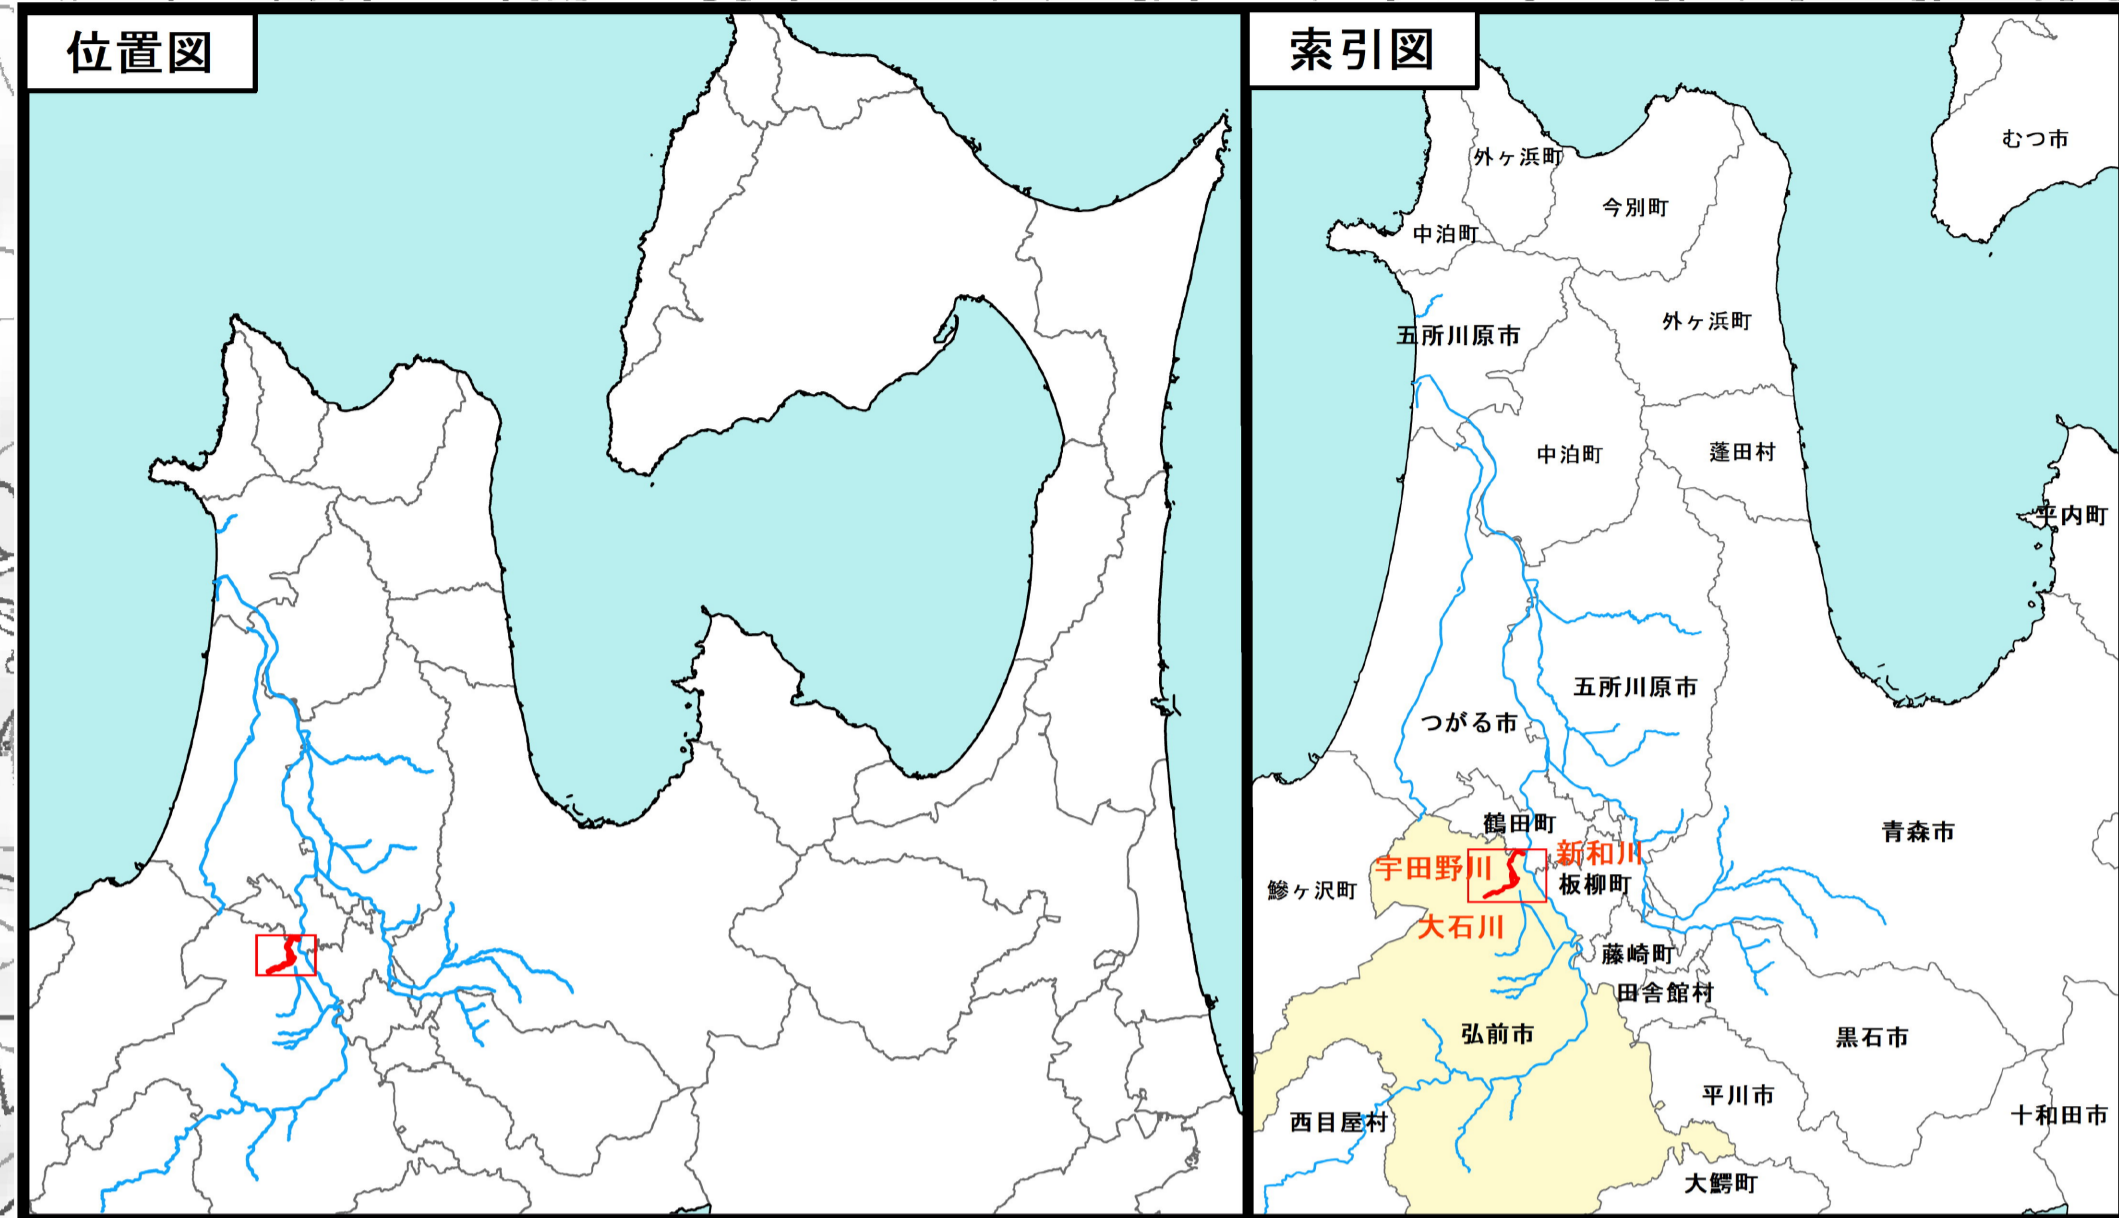 位置図
索引図
むつ市
外ヶ浜町
今別町
中泊町
五所川原市
外ヶ浜町
中泊町
蓬田村
平内町
五所川原市
つがる市
鶴田町
青森市
新和川
宇田野川
板柳町
鰺ヶ沢町
大石川
藤崎町
田舎館村
弘前市
黒石市
平川市
西目屋村
十和田市
大鰐町